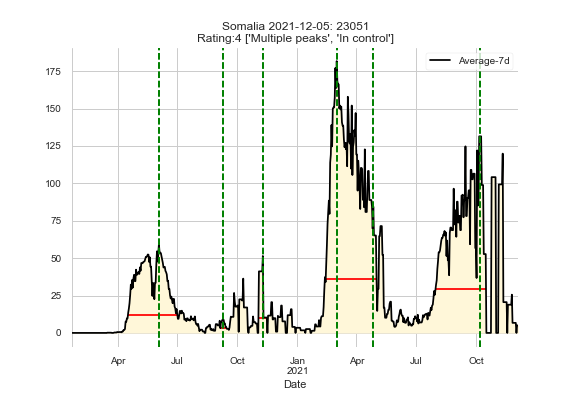 Somalia 2021-12-05: 23051
Rating:4 ['Multiple peaks', 'In control']
Average-7d
175
150
125
100
75
50
25
0
Apr Jul Oct Jan Apr Jul Oct
2021
Date